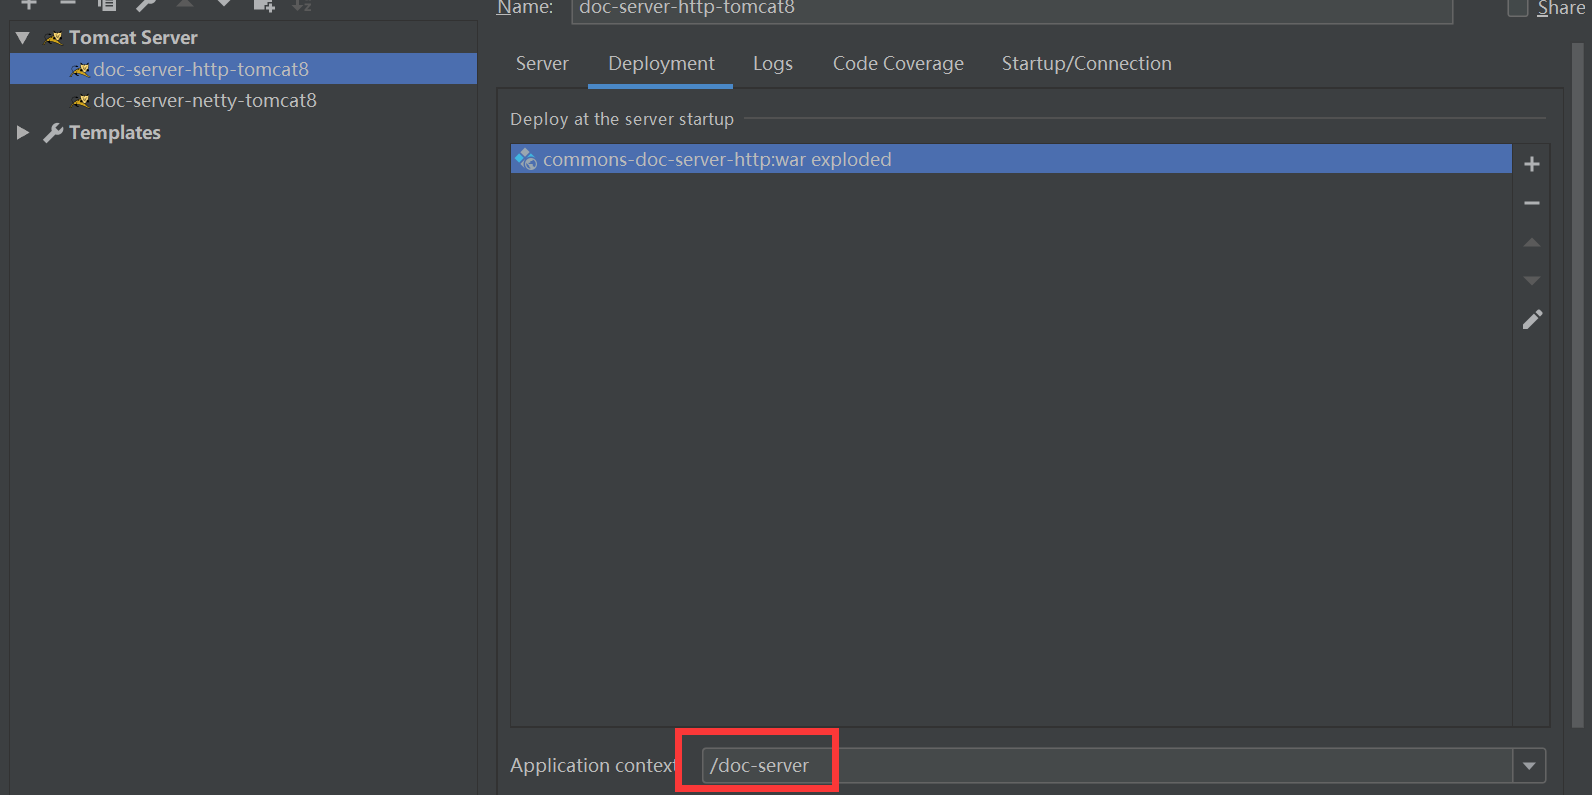 Name: doc-server-http-tomcat8 Share
Tomcat Server
doc-server-http-tomcat8
doc-server-netty-tomcat8
Templates
Server Deployment Logs Code Coverage Startup/Connection
Deploy at the server startup
commons-doc-server-http:war exploded
Application context /doc-server